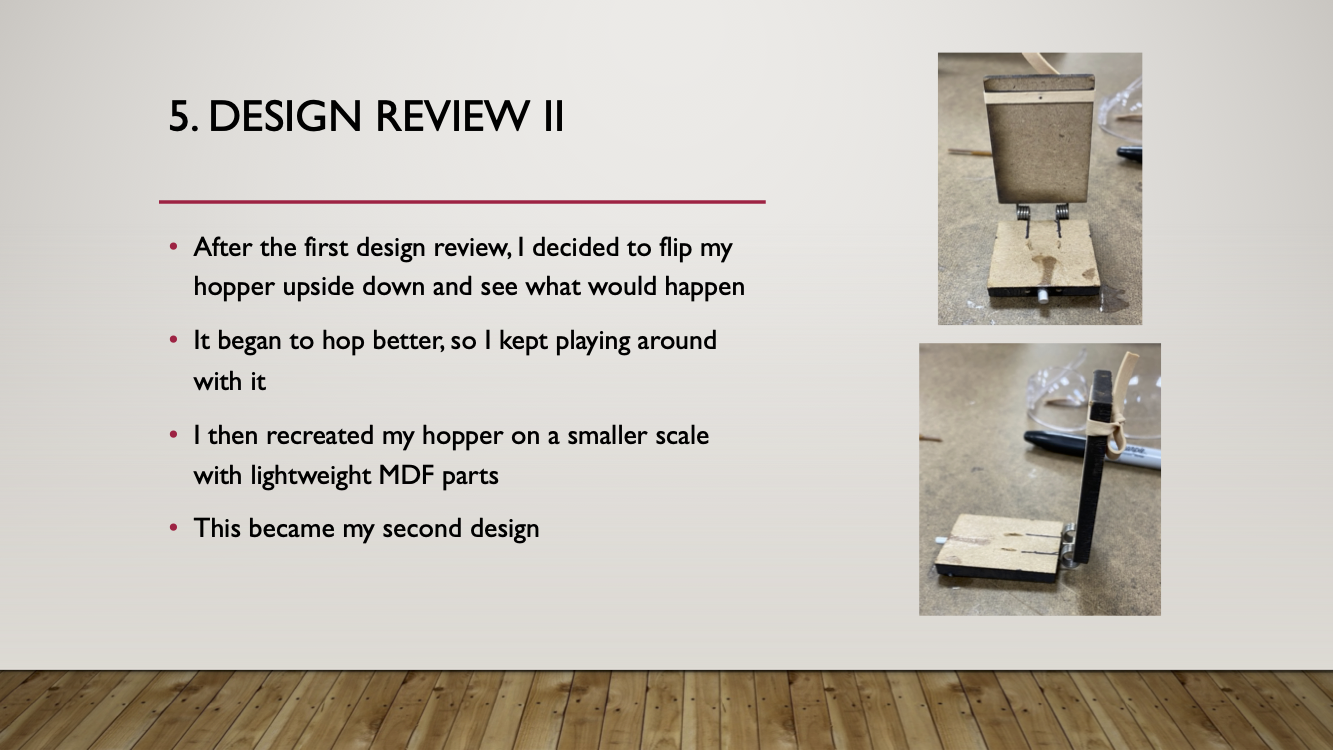 5. DESIGN REVIEW II
• After the first design review, I decided to flip my
hopper upside down and see what would happen
• It began to hop better, so I kept playing around
with it
• I then recreated my hopper on a smaller scale
with lightweight MDF parts
• This became my second design